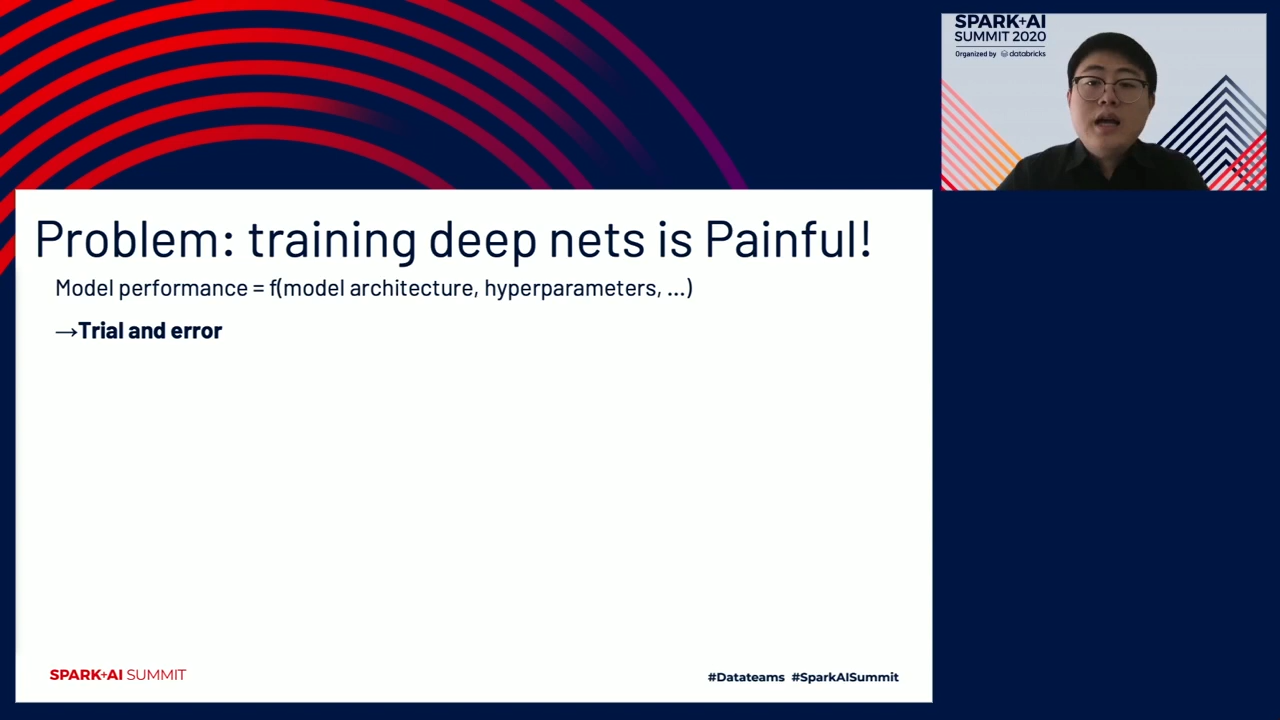 SPARK+AI
SUMMIT 2020
Organized by databricks
Problem: training deep nets is Painful!
Model performance = f(model architecture, hyperparameters, ...)
→Trial and error
SPARK+AI SUMMIT
#Datateams #SparkAISummit